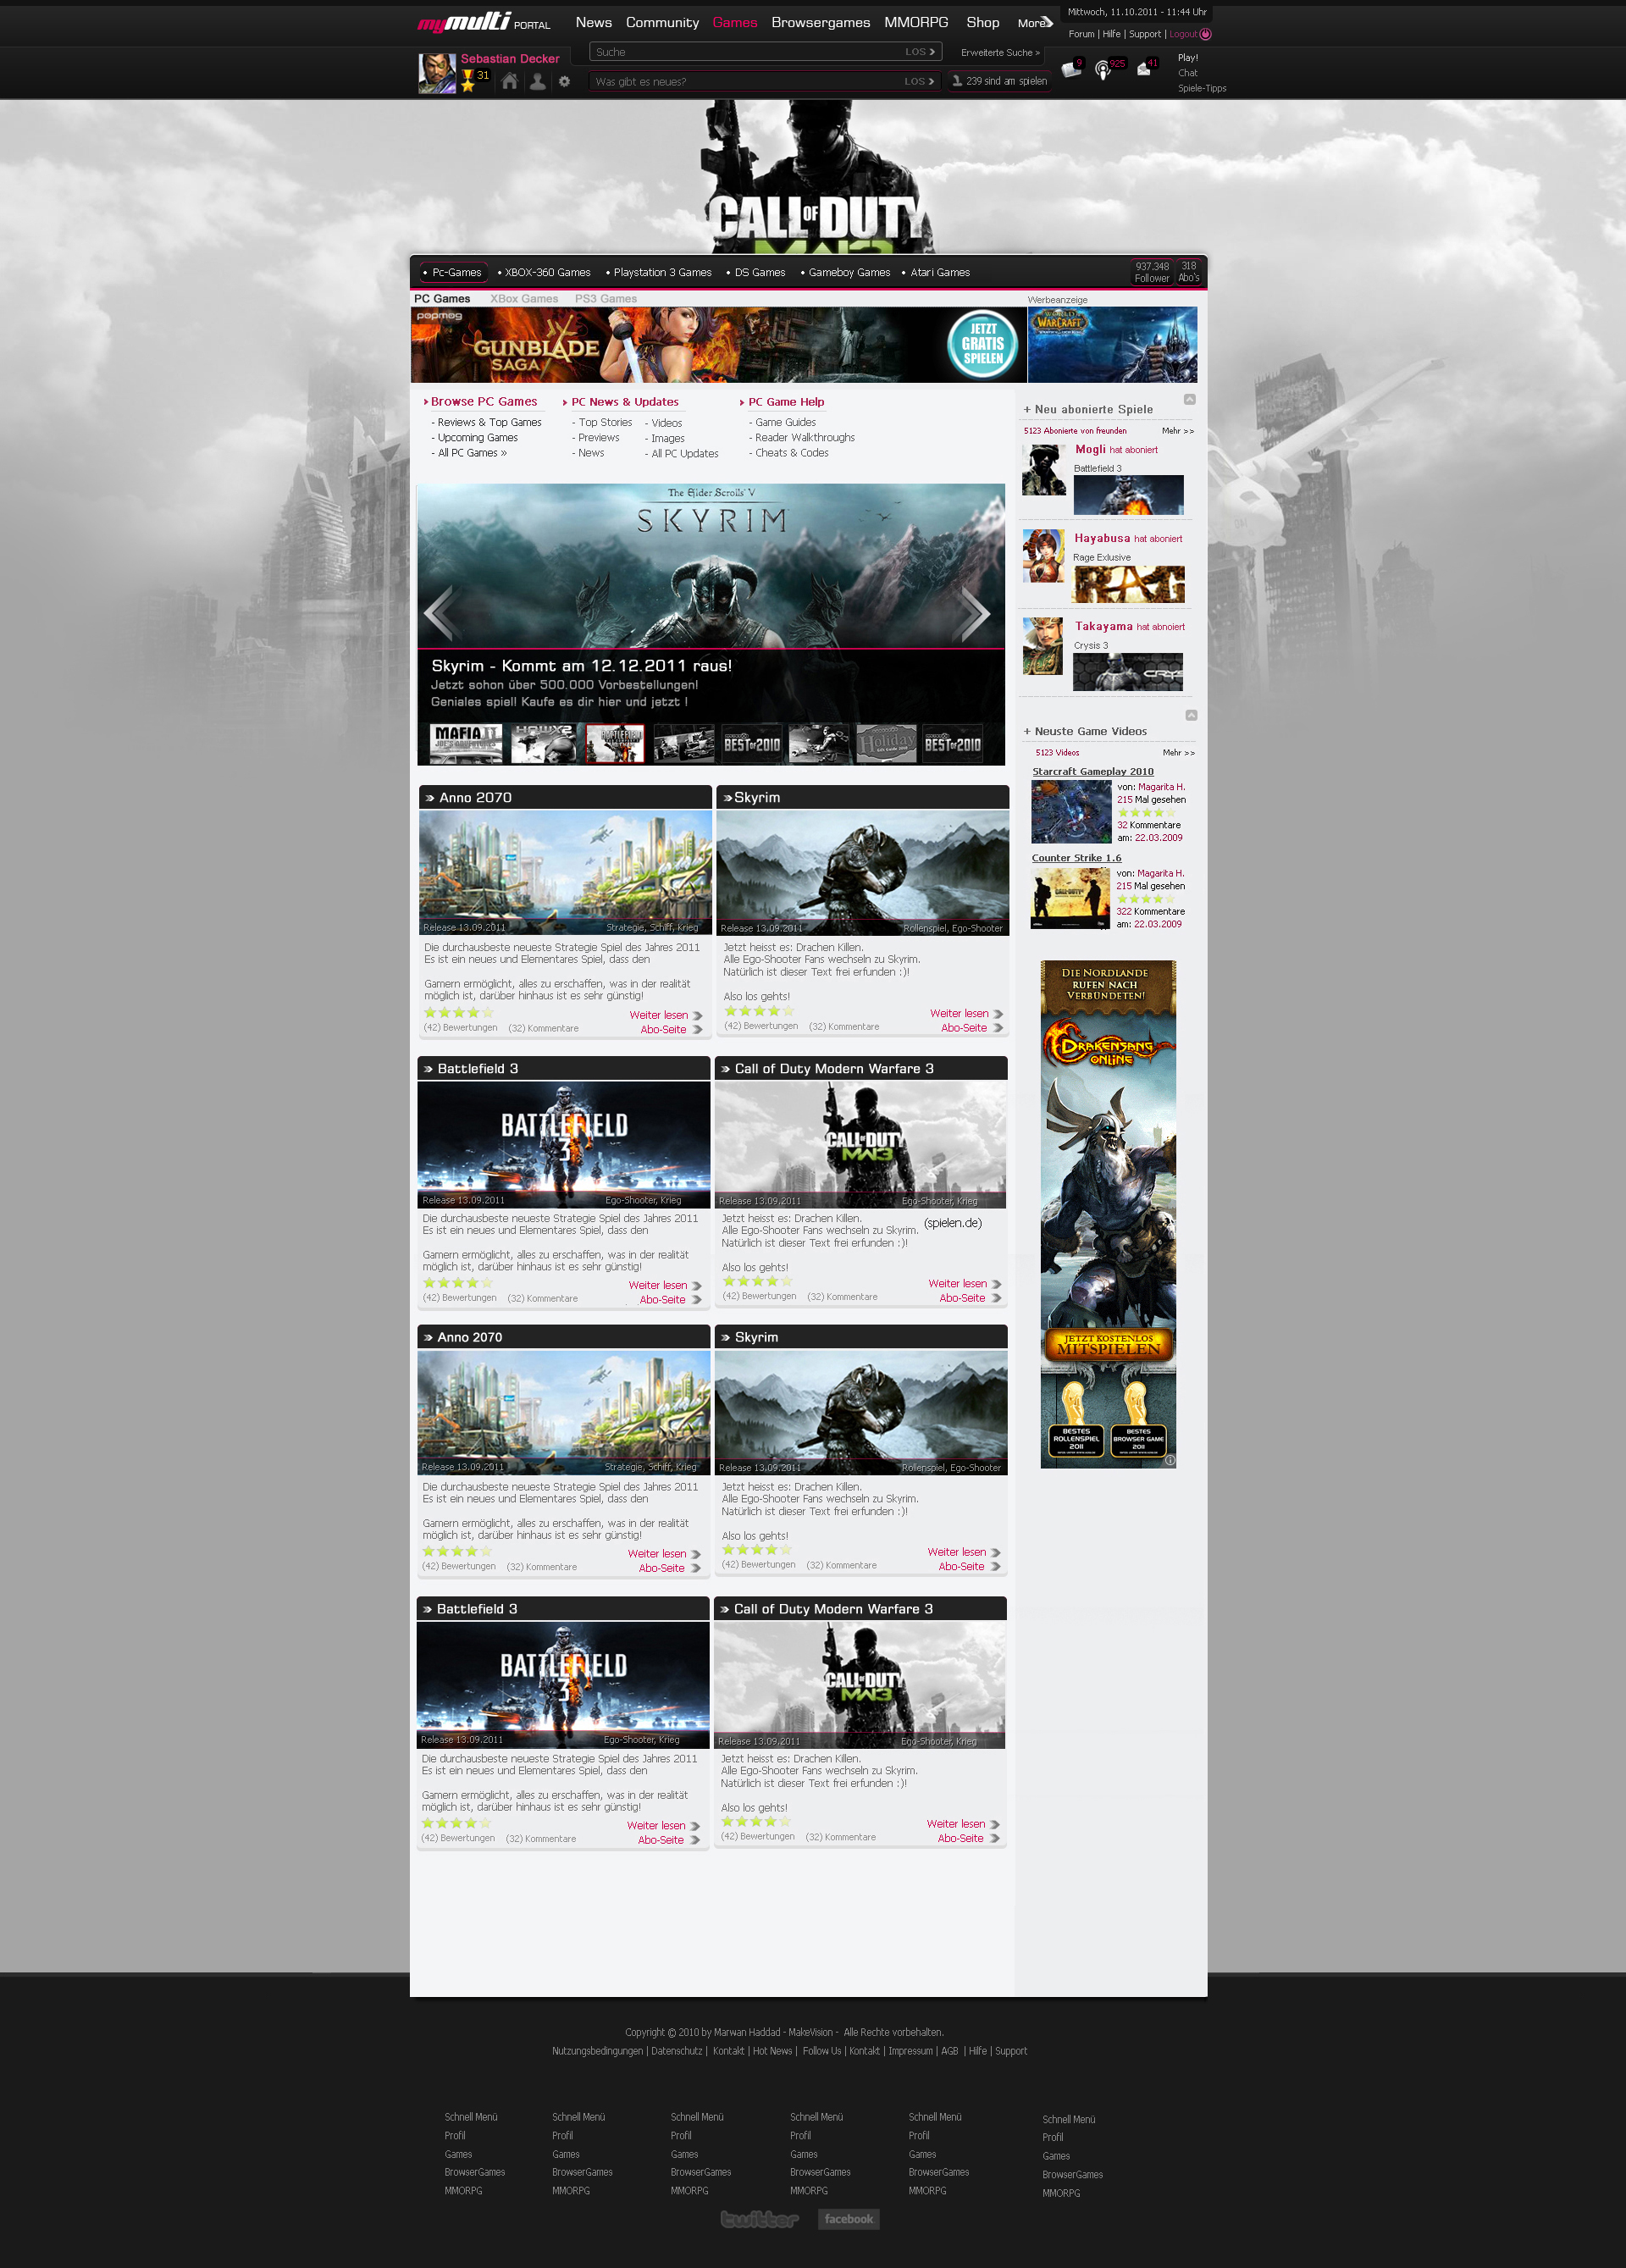 mymulti PORTAL
News Community Games Browsergames MMORPG Shop More
Mittwoch, 11.10.2011 - 11:44 Uhr
Forum | Hilfe | Support | Logout
Suche LOS
Erweiterte Suche »
Sebastian Decker
31
Was gibt es neues? LOS
239 sind am spielen
9
925
41
Play!
Chat
Spiele-Tipps
CALL OF DUTY
MW3
• Pc-Games • XBOX-360 Games • Playstation 3 Games • DS Games • Gameboy Games • Atari Games
937.348 Follower
318 Abo's
PC Games XBox Games PS3 Games
Werbeanzeige
popmog
GUNBLADE SAGA
JETZT GRATIS SPIELEN
WORLD OF WARCRAFT
Browse PC Games
- Reviews & Top Games
- Upcoming Games
- All PC Games »
PC News & Updates
- Top Stories
- Previews
- News
- Videos
- Images
- All PC Updates
PC Game Help
- Game Guides
- Reader Walkthroughs
- Cheats & Codes
+ Neu abonierte Spiele
5123 Abonierte von freunden Mehr >>
Mogli hat aboniert
Battlefield 3
Hayabusa hat aboniert
Rage Exlusive
RAG
Takayama hat abnoiert
Crysis 3
CRYS
The Elder Scrolls V
SKYRIM
Skyrim - Kommt am 12.12.2011 raus!
Jetzt schon über 500.000 Vorbestellungen!
Geniales spiel! Kaufe es dir hier und jetzt !
MAFIA II
JOE'S ADVENTURES
HAWX2
BATTLEFIELD
BEST OF 2010
Holiday
BEST OF 2010
+ Neuste Game Videos
5123 Videos Mehr >>
Starcraft Gameplay 2010
von: Magarita H.
215 Mal gesehen
32 Kommentare
am: 22.03.2009
Counter Strike 1.6
CALL OF DUTY
von: Magarita H.
215 Mal gesehen
322 Kommentare
am: 22.03.2009
Anno 2070
Release 13.09.2011 Strategie, Schiff, Krieg
Die durchausbeste neueste Strategie Spiel des Jahres 2011
Es ist ein neues und Elementares Spiel, dass den
Gamern ermöglicht, alles zu erschaffen, was in der realität
möglich ist, darüber hinhaus ist es sehr günstig!
(42) Bewertungen (32) Kommentare
Weiter lesen
Abo-Seite
Skyrim
Release 13.09.2011 Rollenspiel, Ego-Shooter
Jetzt heisst es: Drachen Killen.
Alle Ego-Shooter Fans wechseln zu Skyrim.
Natürlich ist dieser Text frei erfunden :)!
Also los gehts!
(42) Bewertungen (32) Kommentare
Weiter lesen
Abo-Seite
Battlefield 3
BATTLEFIELD 3
Release 13.09.2011 Ego-Shooter, Krieg
Die durchausbeste neueste Strategie Spiel des Jahres 2011
Es ist ein neues und Elementares Spiel, dass den
Gamern ermöglicht, alles zu erschaffen, was in der realität
möglich ist, darüber hinhaus ist es sehr günstig!
(42) Bewertungen (32) Kommentare
Weiter lesen
Abo-Seite
Call of Duty Modern Warfare 3
CALL OF DUTY
MW3
Release 13.09.2011 Ego-Shooter, Krieg
Jetzt heisst es: Drachen Killen.
Alle Ego-Shooter Fans wechseln zu Skyrim. (spielen.de)
Natürlich ist dieser Text frei erfunden :)!
Also los gehts!
(42) Bewertungen (32) Kommentare
Weiter lesen
Abo-Seite
Anno 2070
Release 13.09.2011 Strategie, Schiff, Krieg
Die durchausbeste neueste Strategie Spiel des Jahres 2011
Es ist ein neues und Elementares Spiel, dass den
Gamern ermöglicht, alles zu erschaffen, was in der realität
möglich ist, darüber hinhaus ist es sehr günstig!
(42) Bewertungen (32) Kommentare
Weiter lesen
Abo-Seite
Skyrim
Release 13.09.2011 Rollenspiel, Ego-Shooter
Jetzt heisst es: Drachen Killen.
Alle Ego-Shooter Fans wechseln zu Skyrim.
Natürlich ist dieser Text frei erfunden :)!
Also los gehts!
(42) Bewertungen (32) Kommentare
Weiter lesen
Abo-Seite
Battlefield 3
BATTLEFIELD 3
Release 13.09.2011 Ego-Shooter, Krieg
Die durchausbeste neueste Strategie Spiel des Jahres 2011
Es ist ein neues und Elementares Spiel, dass den
Gamern ermöglicht, alles zu erschaffen, was in der realität
möglich ist, darüber hinhaus ist es sehr günstig!
(42) Bewertungen (32) Kommentare
Weiter lesen
Abo-Seite
Call of Duty Modern Warfare 3
CALL OF DUTY
MW3
Release 13.09.2011 Ego-Shooter, Krieg
Jetzt heisst es: Drachen Killen.
Alle Ego-Shooter Fans wechseln zu Skyrim.
Natürlich ist dieser Text frei erfunden :)!
Also los gehts!
(42) Bewertungen (32) Kommentare
Weiter lesen
Abo-Seite
DIE NORDLANDE
RUFEN NACH
VERBÜNDETEN!
DRAKENSANG
ONLINE
JETZT KOSTENLOS
MITSPIELEN
BESTES ROLLENSPIEL 2011
BESTES BROWSER GAME 2011
Copyright © 2010 by Marwan Haddad - MakeVision - Alle Rechte vorbehalten.
Nutzungsbedingungen | Datenschutz | Kontakt | Hot News | Follow Us | Kontakt | Impressum | AGB | Hilfe | Support
Schnell Menü Schnell Menü Schnell Menü Schnell Menü Schnell Menü Schnell Menü
Profil Profil Profil Profil Profil Profil
Games Games Games Games Games Games
BrowserGames BrowserGames BrowserGames BrowserGames BrowserGames BrowserGames
MMORPG MMORPG MMORPG MMORPG MMORPG MMORPG
twitter facebook